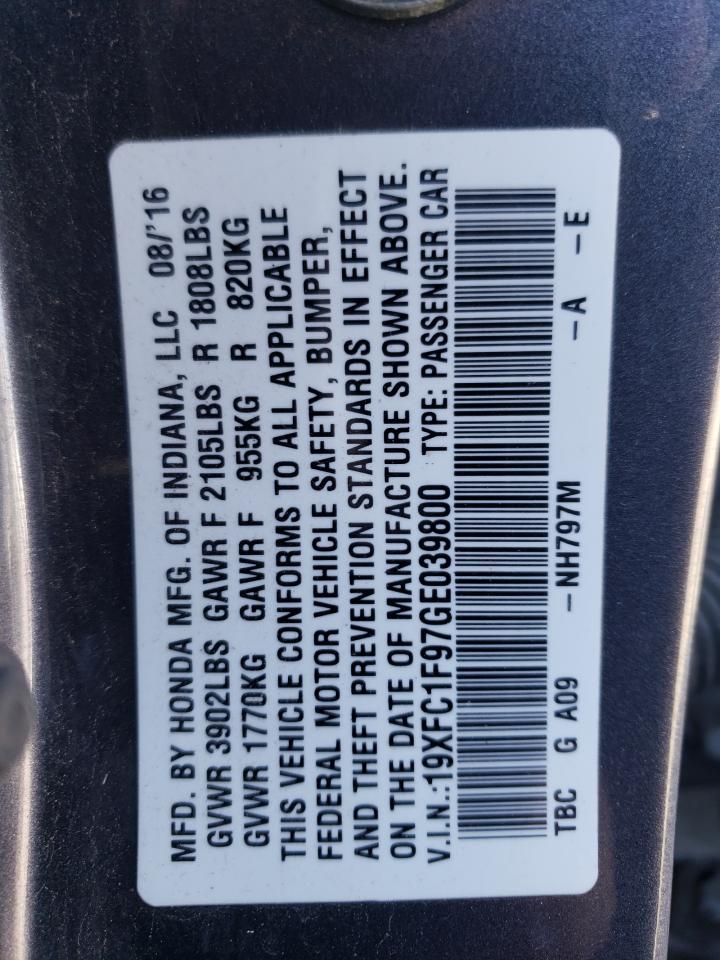 MFD. BY HONDA MFG. OF INDIANA, LLC 08/'16
GVWR 3902LBS GAWR F 2105LBS R 1808LBS
GVWR 1770KG GAWR F 955KG R 820KG
THIS VEHICLE CONFORMS TO ALL APPLICABLE
FEDERAL MOTOR VEHICLE SAFETY, BUMPER,
AND THEFT PREVENTION STANDARDS IN EFFECT
ON THE DATE OF MANUFACTURE SHOWN ABOVE.
V.I.N.:19XFC1F97GE039800 TYPE: PASSENGER CAR
TBC G A09 –NH797M –A –E